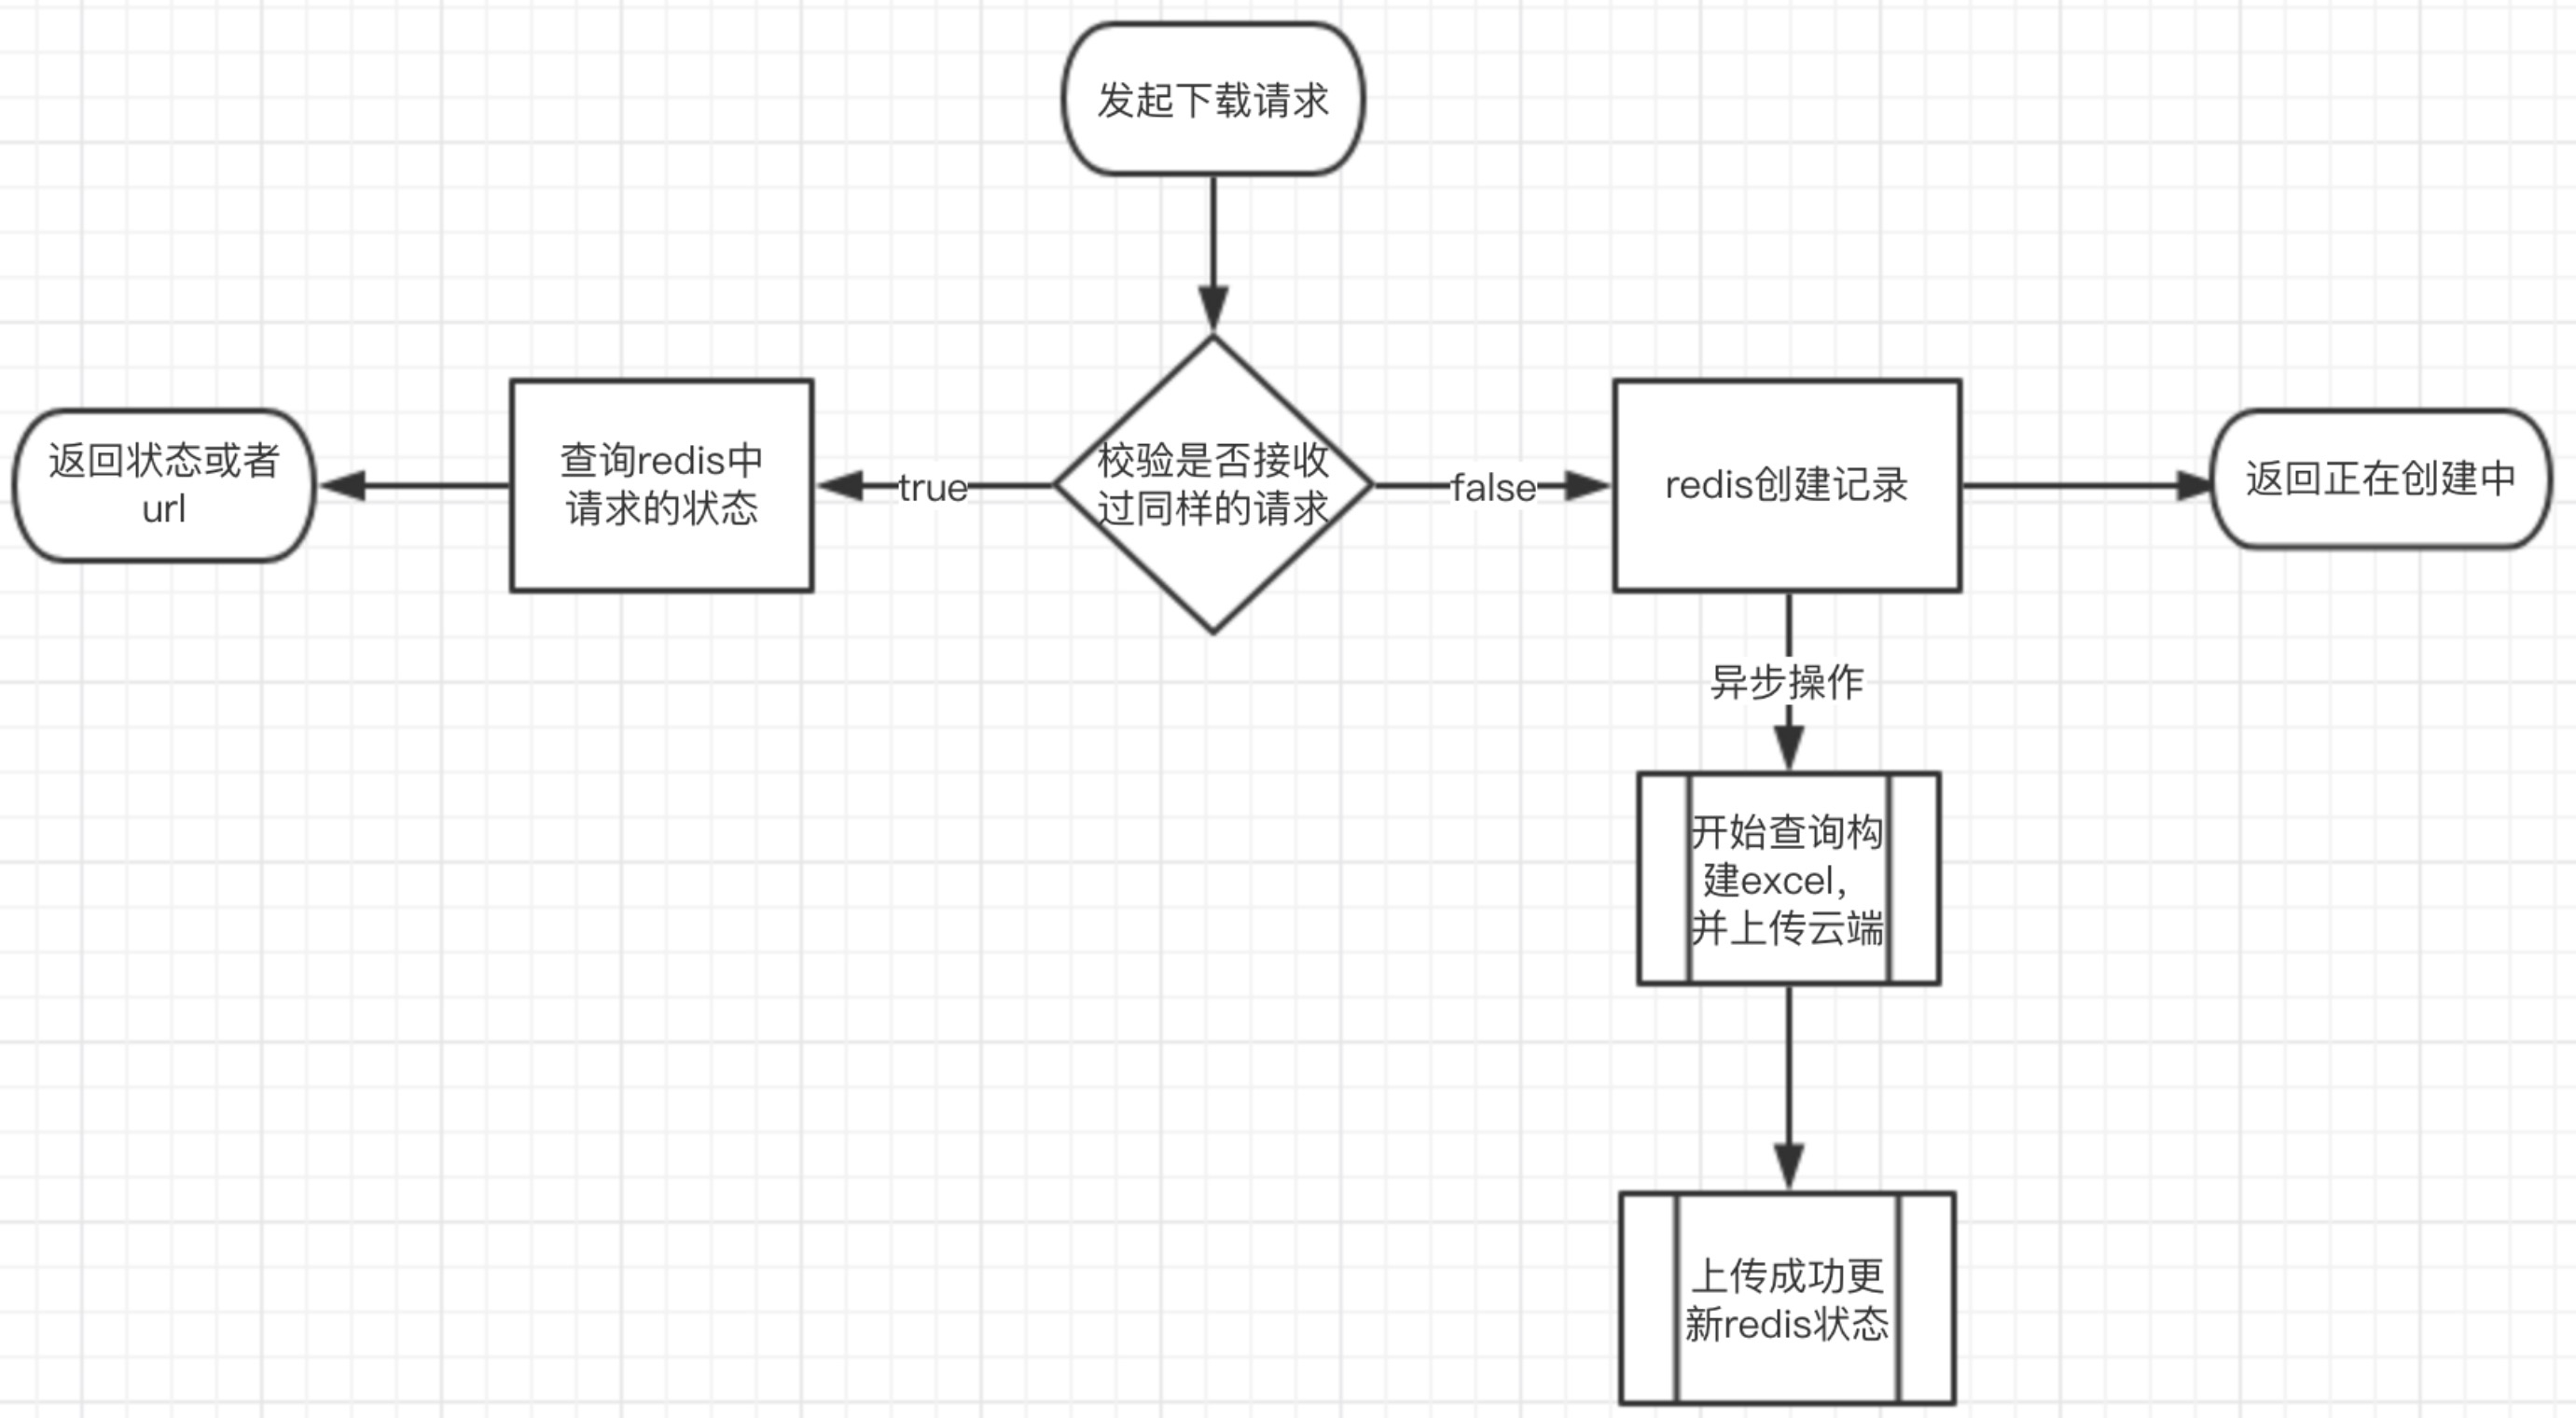 发起下载请求
返回状态或者
url
查询redis中
请求的状态
true
校验是否接收
过同样的请求
false
redis创建记录
返回正在创建中
异步操作
开始查询构
建excel，
并上传云端
上传成功更
新redis状态